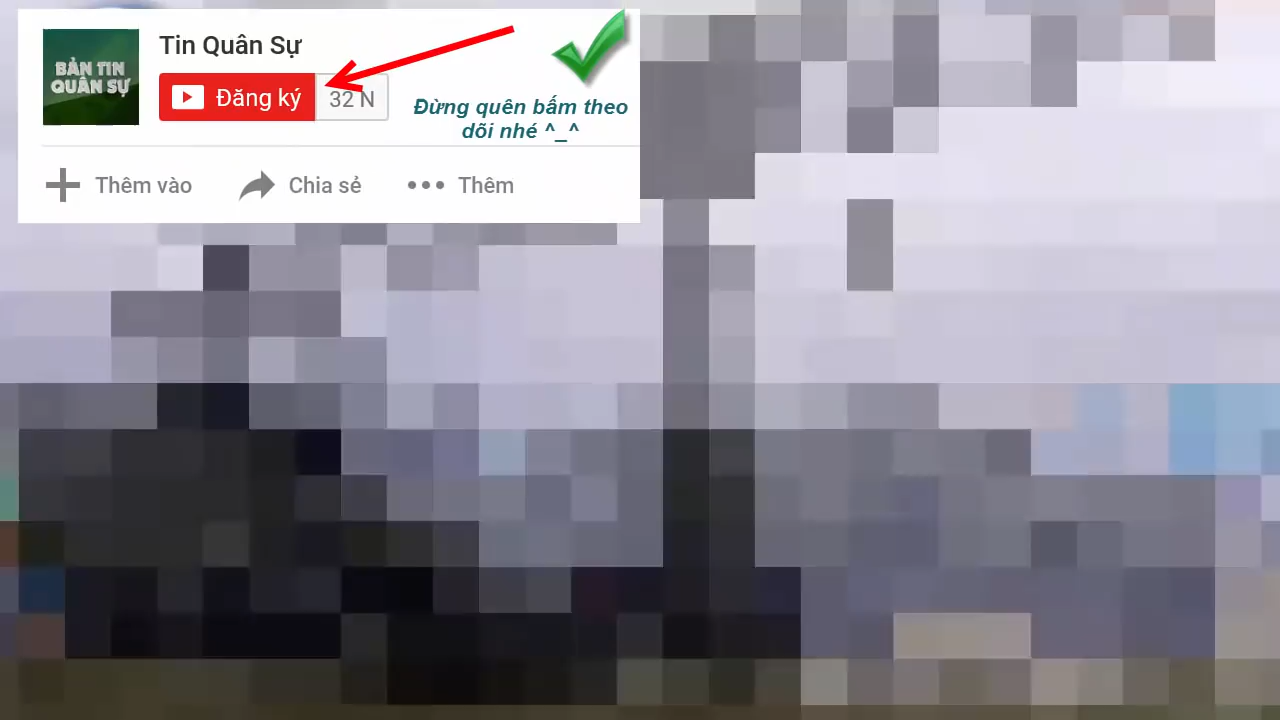 Tin Quân Sự
BẢN TIN
QUÂN SỰ
Đăng ký
32 N
Đừng quên bấm theo
dõi nhé ^_^
Thêm vào
Chia sẻ
Thêm